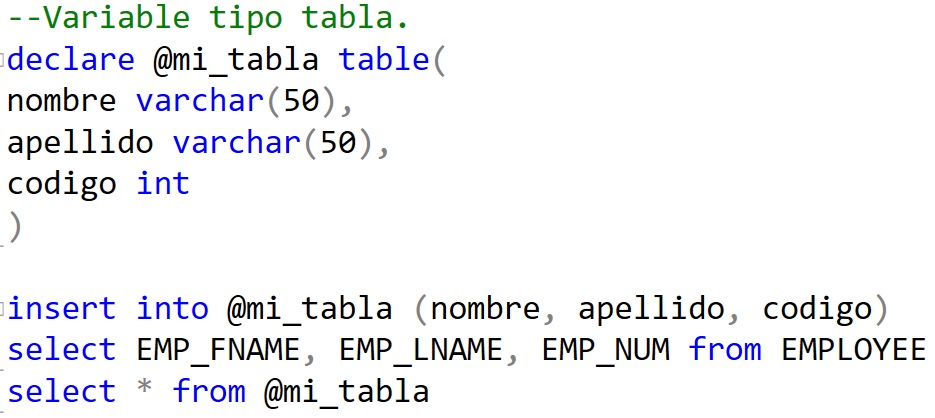 --Variable tipo tabla.
declare @mi_tabla table(
nombre varchar(50),
apellido varchar(50),
codigo int
)
insert into @mi_tabla (nombre, apellido, codigo)
select EMP_FNAME, EMP_LNAME, EMP_NUM from EMPLOYEE
select * from @mi_tabla